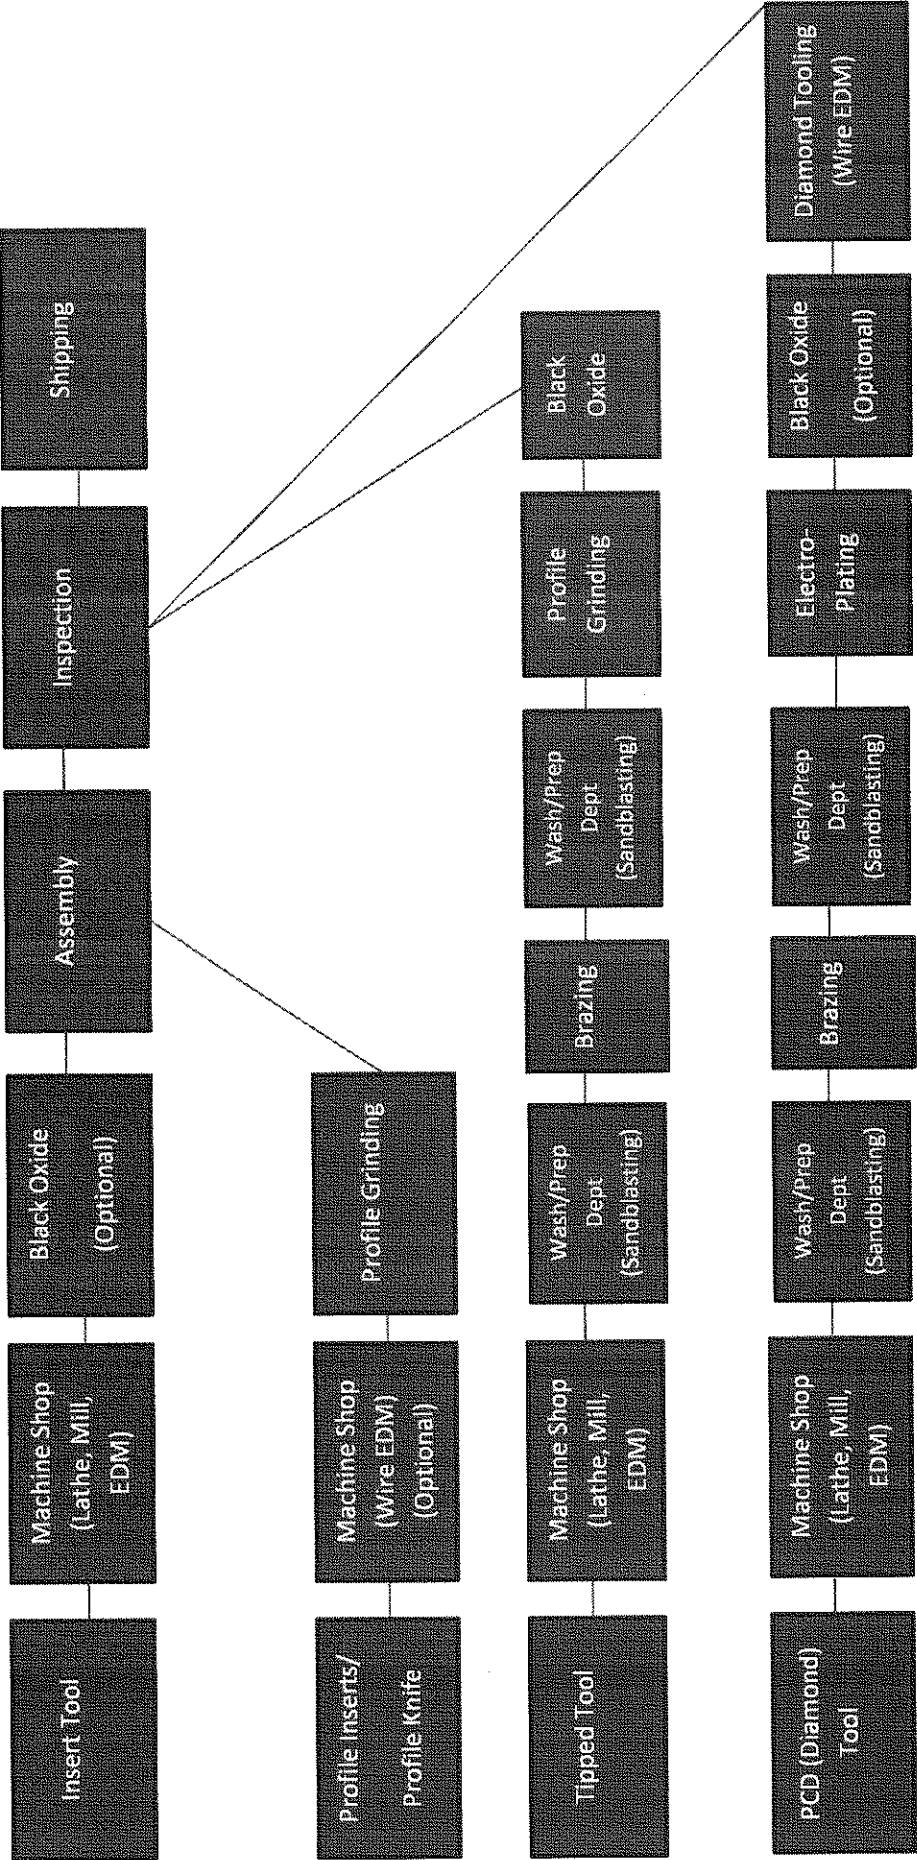 Insert Tool
Machine Shop
(Lathe, Mill,
EDM)
Black Oxide
(Optional)
Assembly
Inspection
Shipping
Profile Inserts/
Profile Knife
Machine Shop
(Wire EDM)
(Optional)
Profile Grinding
Tipped Tool
Machine Shop
(Lathe, Mill,
EDM)
Wash/Prep
Dept
(Sandblasting)
Brazing
Wash/Prep
Dept
(Sandblasting)
Profile
Grinding
Black
Oxide
PCD (Diamond)
Tool
Machine Shop
(Lathe, Mill,
EDM)
Wash/Prep
Dept
(Sandblasting)
Brazing
Wash/Prep
Dept
(Sandblasting)
Electro-
Plating
Black Oxide
(Optional)
Diamond Tooling
(Wire EDM)